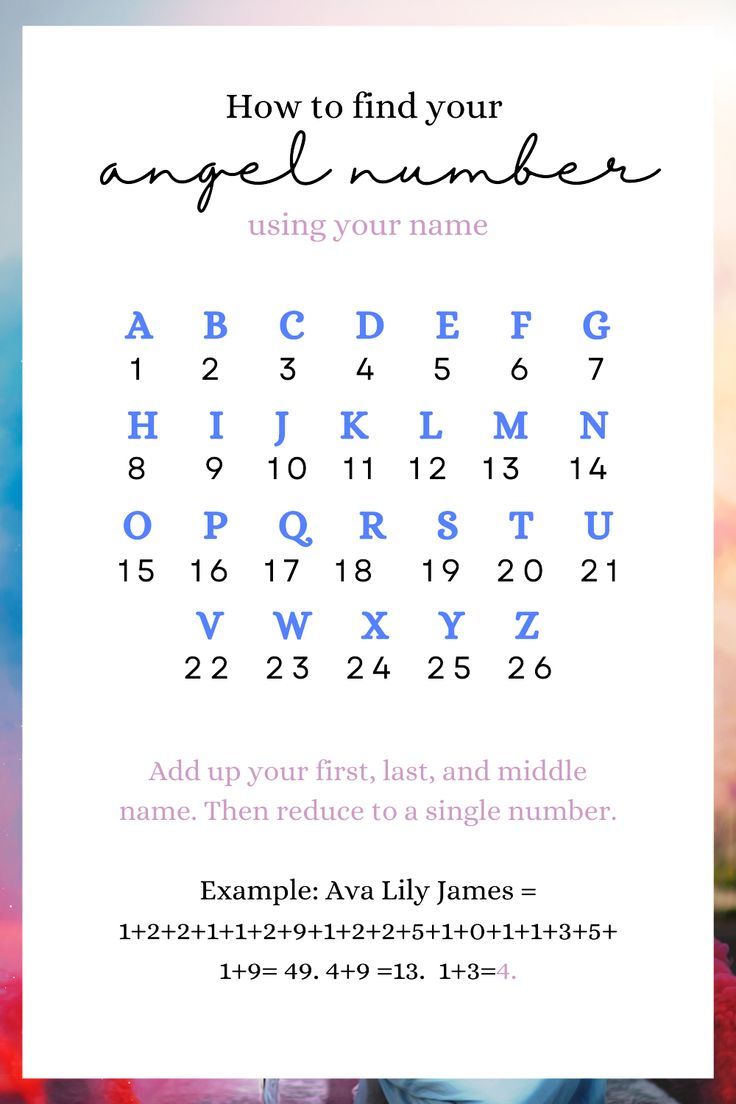 How to find your
angel number
using your name
A B C D E F G
1 2 3 4 5 6 7
H I J K L M N
8 9 10 11 12 13 14
O P Q R S T U
15 16 17 18 19 20 21
V W X Y Z
22 23 24 25 26
Add up your first, last, and middle
name. Then reduce to a single number.
Example: Ava Lily James =
1+2+2+1+1+2+9+1+2+2+5+1+0+1+1+3+5+
1+9= 49. 4+9 =13. 1+3=4.